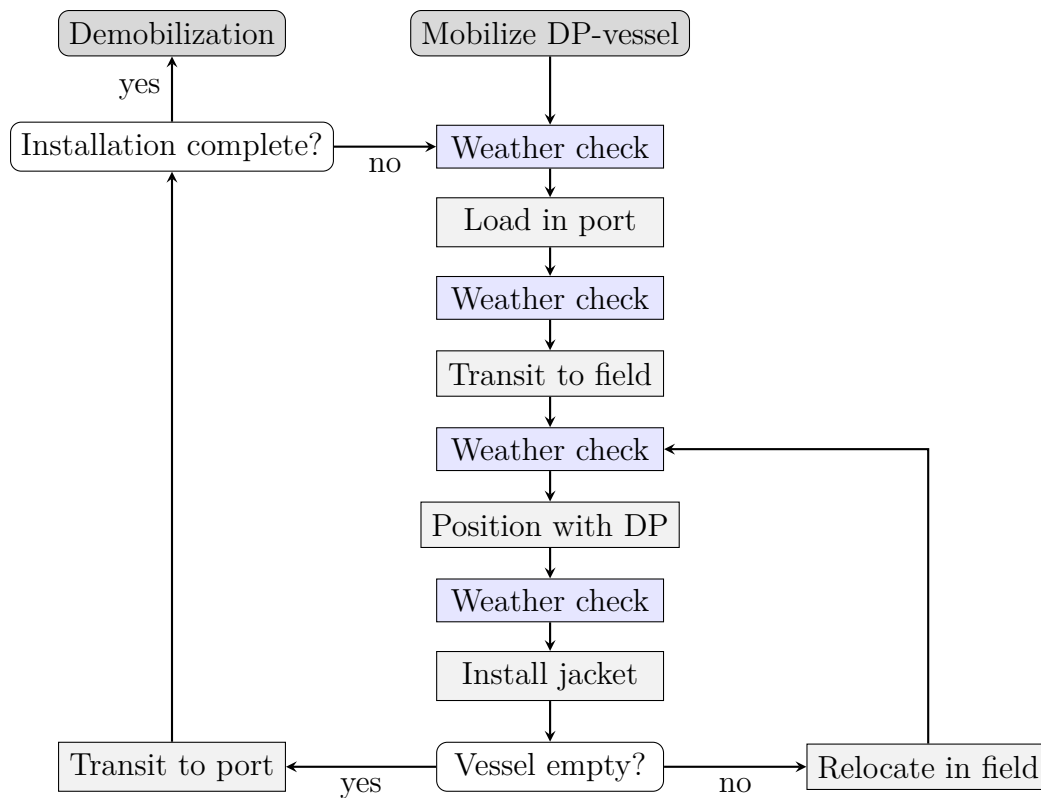 Demobilization
Mobilize DP-vessel
yes
Installation complete?
no
Weather check
Load in port
Weather check
Transit to field
Weather check
Position with DP
Weather check
Install jacket
Transit to port
yes
Vessel empty?
no
Relocate in field